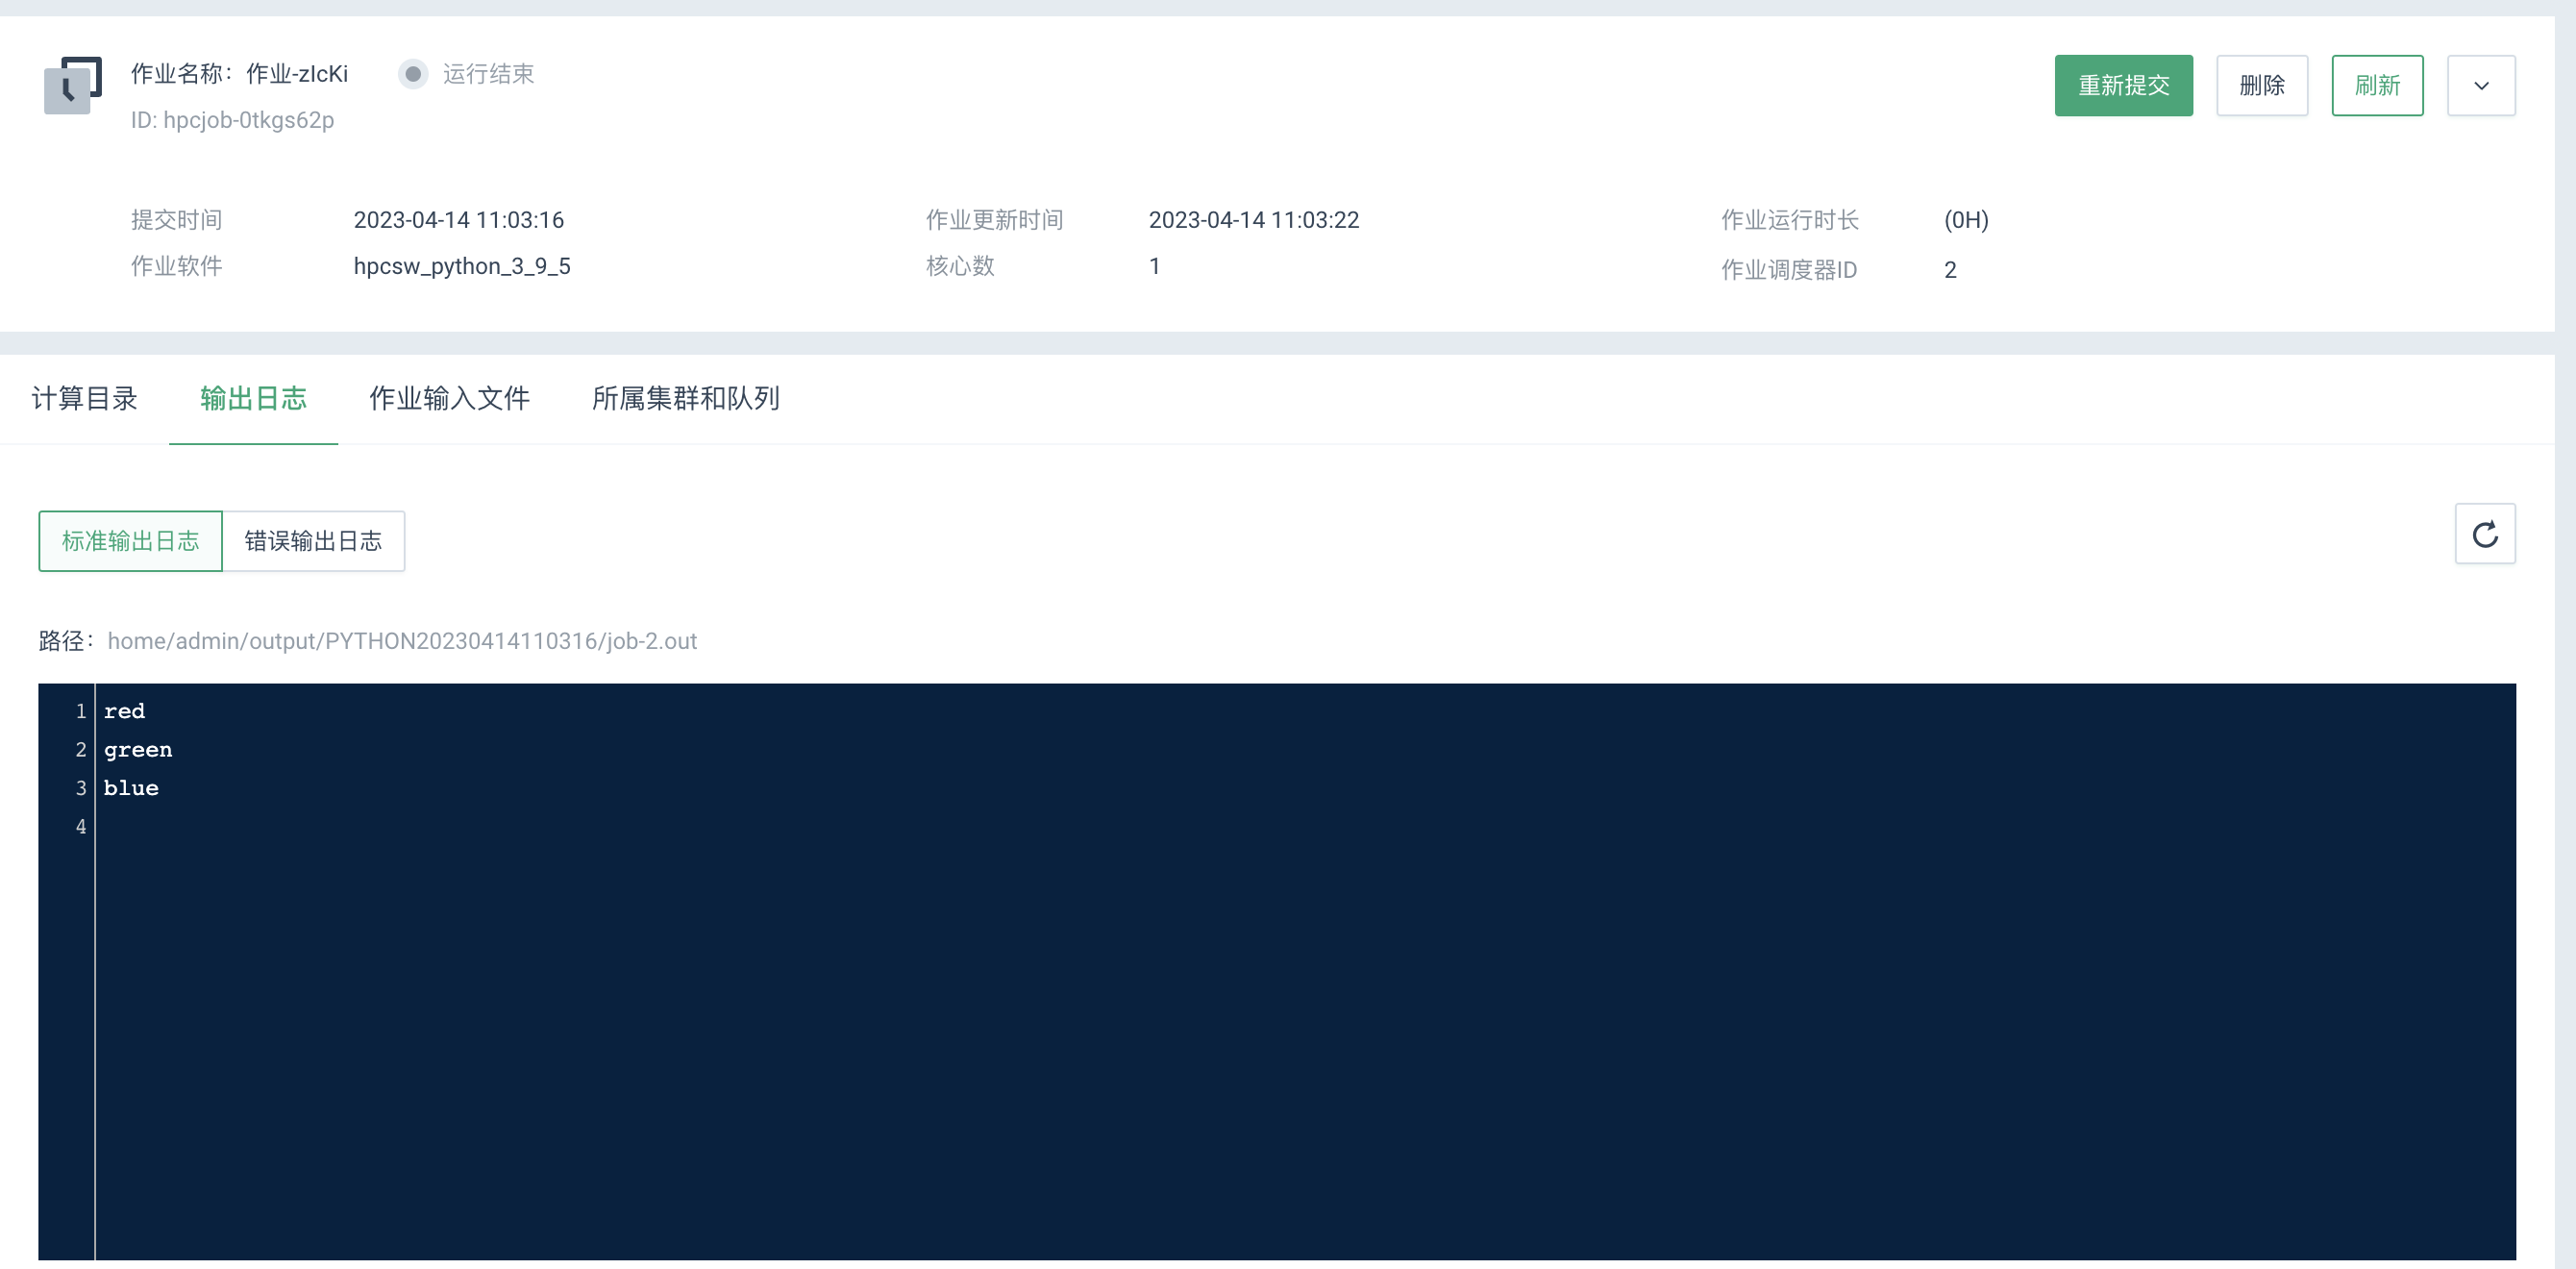 作业名称：作业-zIcKi 运行结束 重新提交 删除 刷新
ID: hpcjob-0tkgs62p
提交时间 2023-04-14 11:03:16 作业更新时间 2023-04-14 11:03:22 作业运行时长 (0H)
作业软件 hpcsw_python_3_9_5 核心数 1 作业调度器ID 2
计算目录 输出日志 作业输入文件 所属集群和队列
标准输出日志 错误输出日志
路径：home/admin/output/PYTHON20230414110316/job-2.out
1 red
2 green
3 blue
4